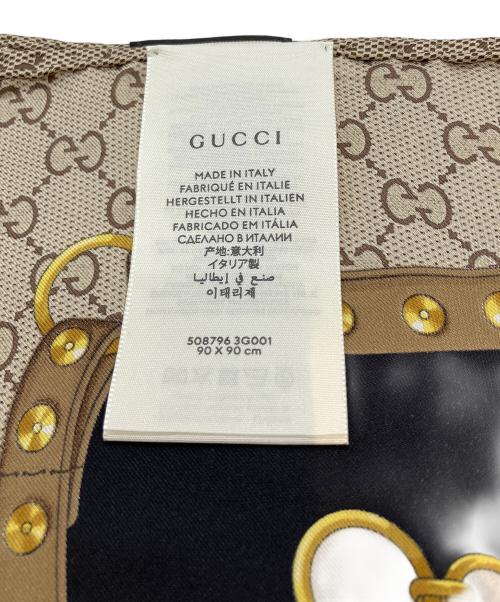 GUCCI
MADE IN ITALY
FABRIQUÉ EN ITALIE
HERGESTELLT IN ITALIEN
HECHO EN ITALIA
FABRICADO EM ITÁLIA
СДЕЛАНО В ИТАЛИИ
产地:意大利
イタリア製
صنع في إيطاليا
이태리제
508796 3G001
90 X 90 cm